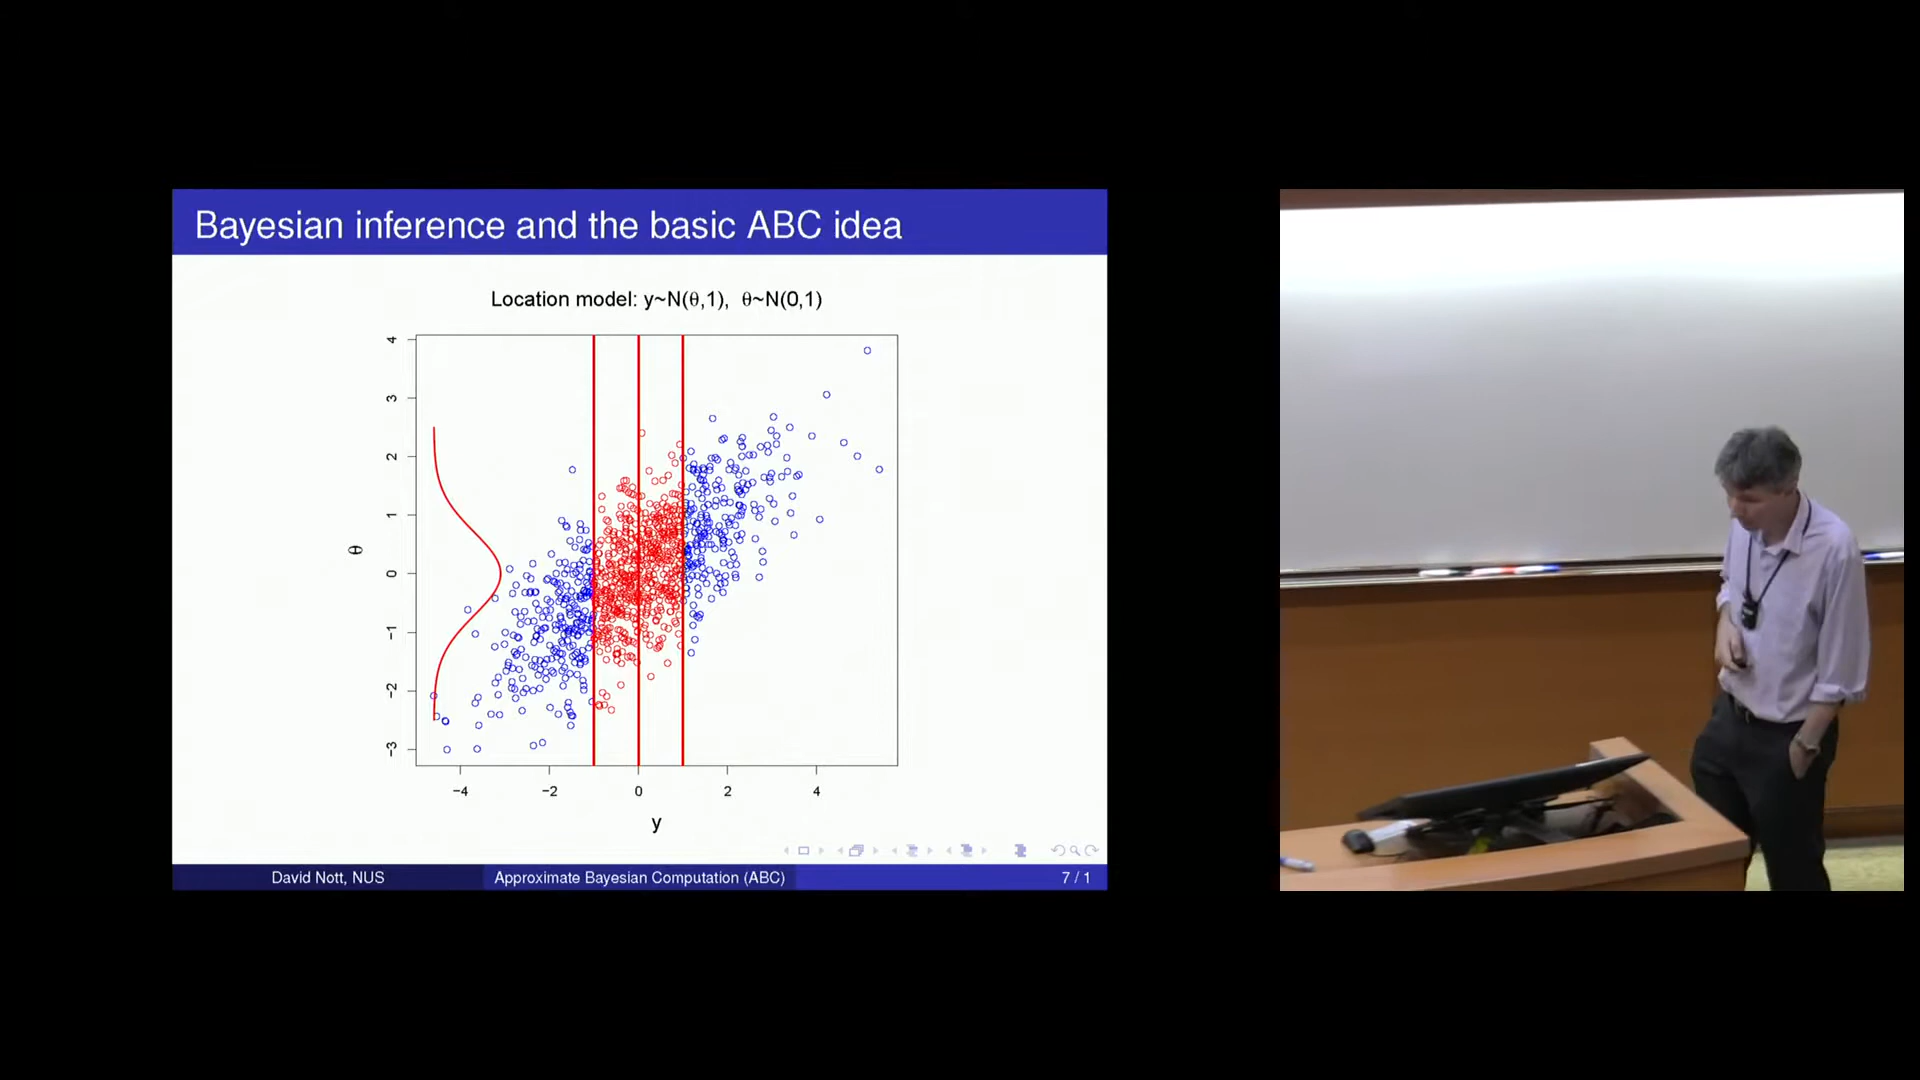 Bayesian inference and the basic ABC idea
Location model: y~N(θ,1), θ~N(0,1)
4
3
2
1
0
−1
−2
−3
θ
−4 −2 0 2 4
y
David Nott, NUS Approximate Bayesian Computation (ABC) 7 / 1